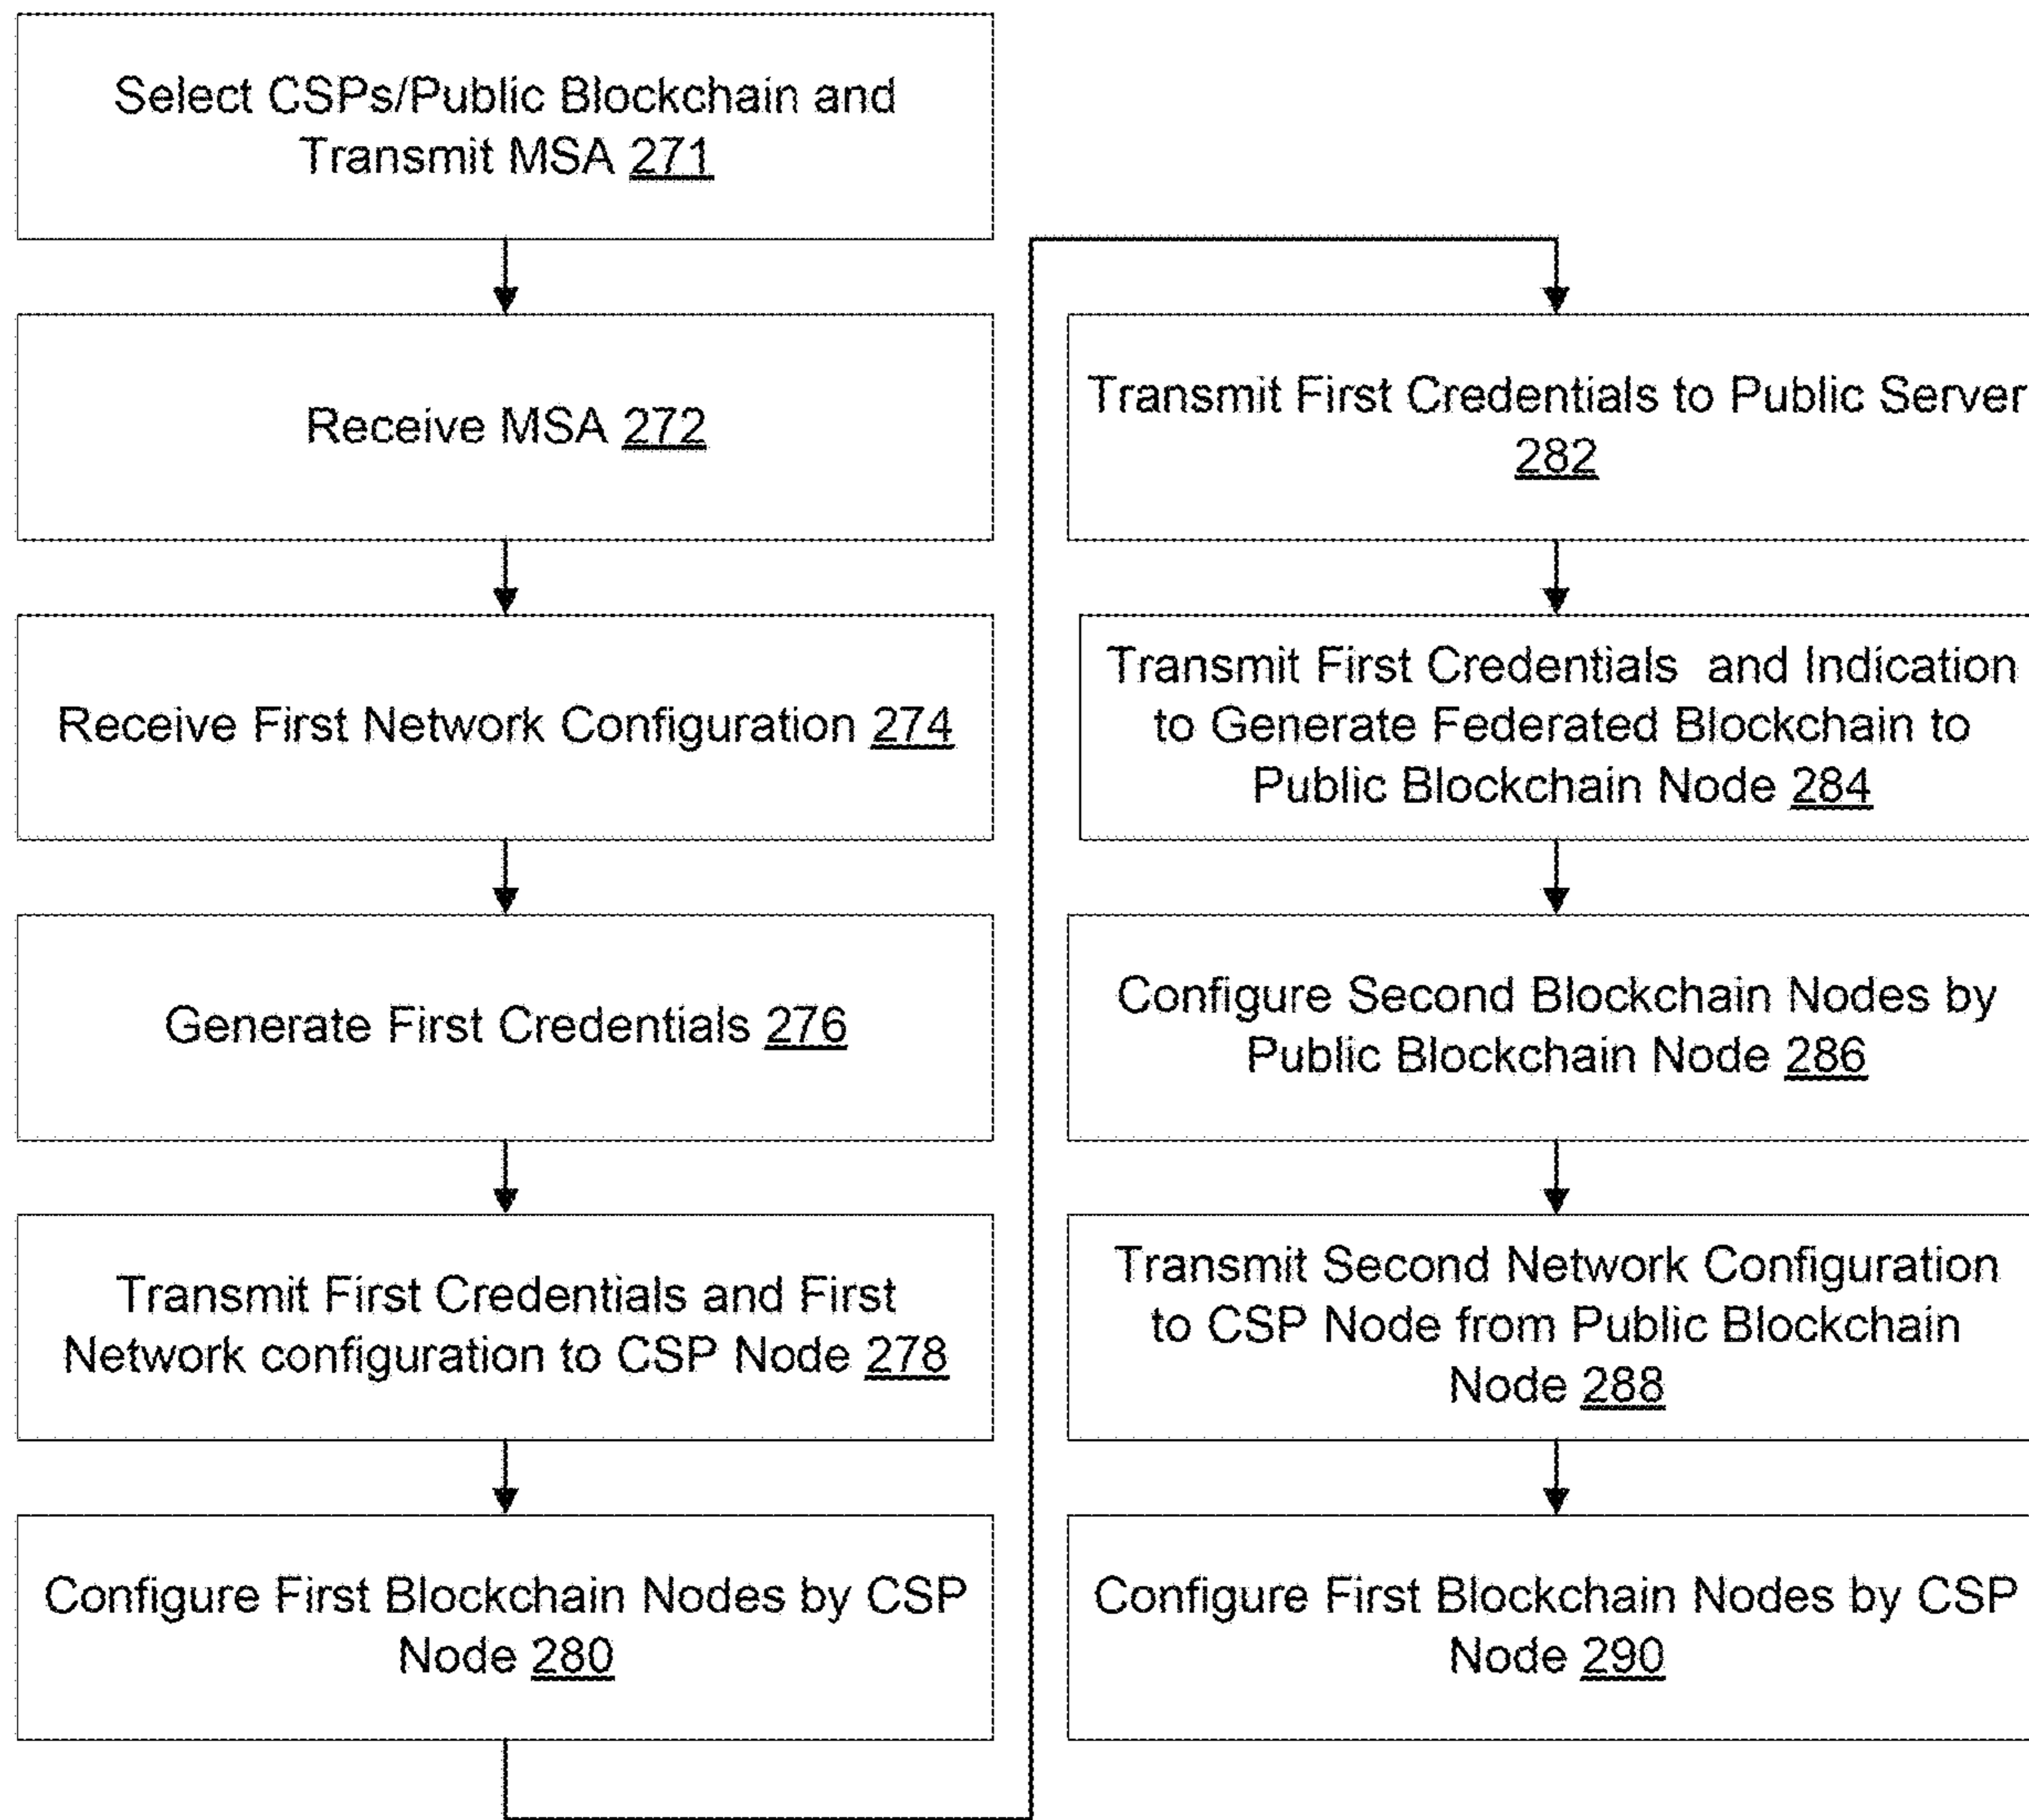 Select CSPs/Public Blockchain and
Transmit MSA 271
Receive MSA 272
Receive First Network Configuration 274
Generate First Credentials 276
Transmit First Credentials and First
Network configuration to CSP Node 278
Configure First Blockchain Nodes by CSP
Node 280
Transmit First Credentials to Public Server
282
Transmit First Credentials and Indication
to Generate Federated Blockchain to
Public Blockchain Node 284
Configure Second Blockchain Nodes by
Public Blockchain Node 286
Transmit Second Network Configuration
to CSP Node from Public Blockchain
Node 288
Configure First Blockchain Nodes by CSP
Node 290